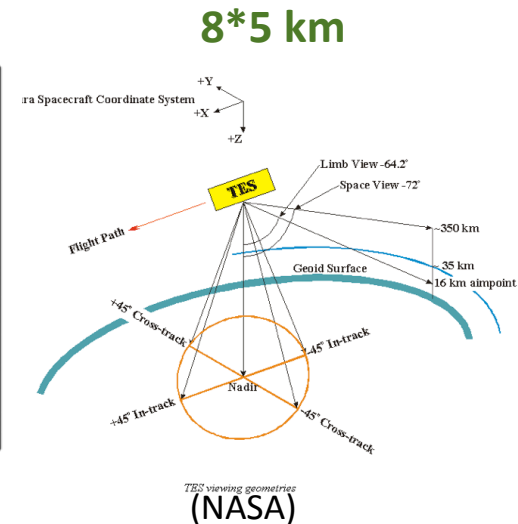 8*5 km
+Y
ra Spacecraft Coordinate System
+X
+Z
Limb View -64.2°
Space View -72°
TES
Flight Path
~350 km
35 km
Geoid Surface
16 km aimpoint
+45° Cross-track
-45° In-track
Nadir
+45° In-track
-45° Cross-track
TES viewing geometries
(NASA)